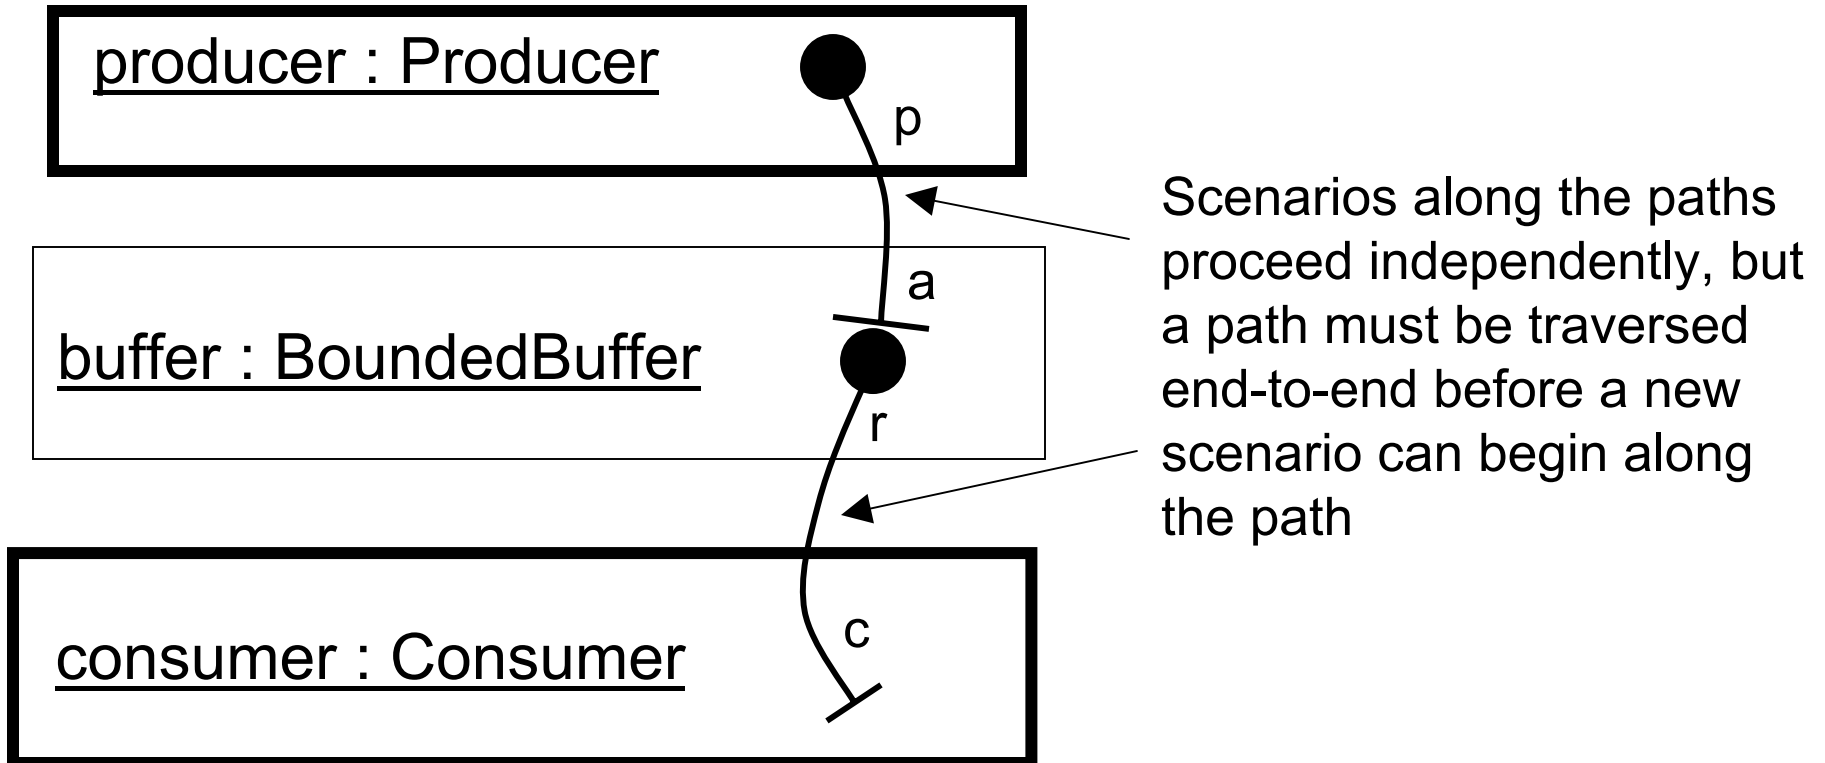 producer : Producer
p
a
buffer : BoundedBuffer
r
consumer : Consumer
c
Scenarios along the paths
proceed independently, but
a path must be traversed
end-to-end before a new
scenario can begin along
the path